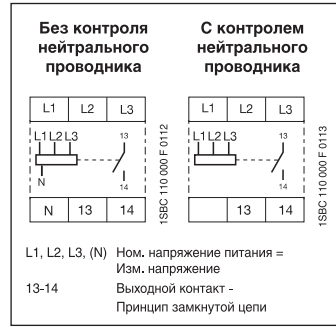 Без контроля
нейтрального
проводника
L1 L2 L3
L1 L2 L3
13
N
14
N 13 14
1SBC 110 000 F 0112
С контролем
нейтрального
проводника
L1 L2 L3
L1 L2 L3
13
14
13 14
1SBC 110 000 F 0113
L1, L2, L3, (N) Ном. напряжение питания =
Изм. напряжение
13-14 Выходной контакт -
Принцип замкнутой цепи